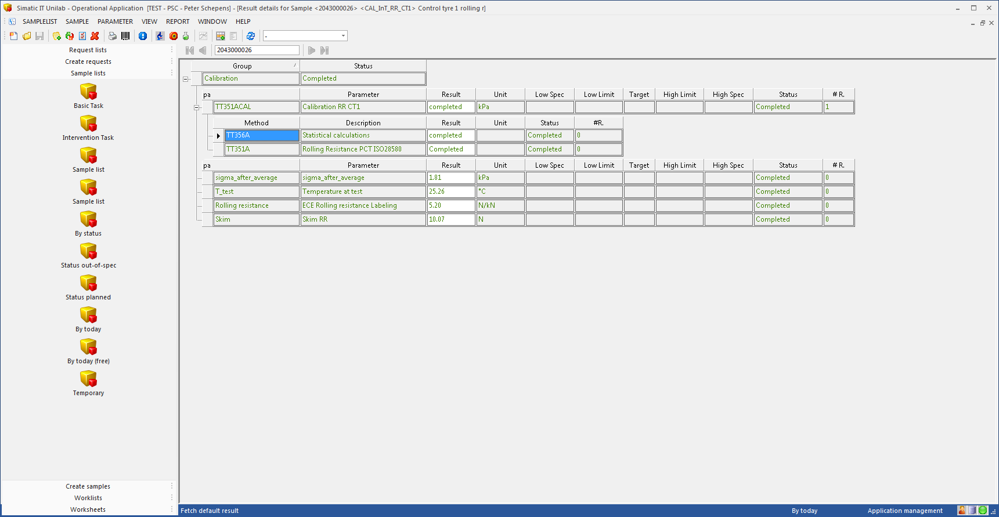 Simatic IT Unilab - Operational Application [TEST - PSC - Peter Schepens] - [Result details for Sample <2043000026> <CAL_InT_RR_CT1> Control tyre 1 rolling r]
SAMPLELIST SAMPLE PARAMETER VIEW REPORT WINDOW HELP
-
Request lists
Create requests
Sample lists
Basic Task
Intervention Task
Sample list
Sample list
By status
Status out-of-spec
Status planned
By today
By today (free)
Temporary
Create samples
Worklists
Worksheets
2043000026
Group Status
Calibration Completed
pa Parameter Result Unit Low Spec Low Limit Target High Limit High Spec Status # R.
TT351ACAL Calibration RR CT1 completed kPa Completed 1
Method Description Result Unit Status #R.
TT356A Statistical calculations completed Completed 0
TT351A Rolling Resistance PCT ISO28580 Completed Completed 0
pa Parameter Result Unit Low Spec Low Limit Target High Limit High Spec Status # R.
sigma_after_average sigma_after_average 1.81 kPa Completed 0
T_test Temperature at test 25.26 °C Completed 0
Rolling resistance ECE Rolling resistance Labeling 5.20 N/kN Completed 0
Skim Skim RR 10.07 N Completed 0
Fetch default result By today Application management